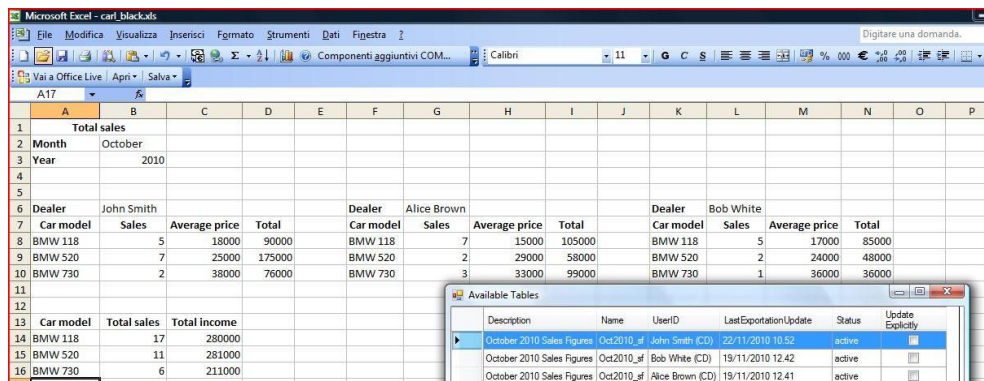 Microsoft Excel - carl_black.xls
File Modifica Visualizza Inserisci Formato Strumenti Dati Finestra ? Digitare una domanda.
Componenti aggiuntivi COM... Calibri 11 G C S % 000 €
Vai a Office Live Apri Salva
A17 fx
A B C D E F G H I J K L M N O P
1 Total sales
2 Month October
3 Year 2010
4
5
6 Dealer John Smith Dealer Alice Brown Dealer Bob White
7 Car model Sales Average price Total Car model Sales Average price Total Car model Sales Average price Total
8 BMW 118 5 18000 90000 BMW 118 7 15000 105000 BMW 118 5 17000 85000
9 BMW 520 7 25000 175000 BMW 520 2 29000 58000 BMW 520 2 24000 48000
10 BMW 730 2 38000 76000 BMW 730 3 33000 99000 BMW 730 1 36000 36000
11
12
13 Car model Total sales Total income
14 BMW 118 17 280000
15 BMW 520 11 281000
16 BMW 730 6 211000
Available Tables
Description Name UserID LastExportationUpdate Status Update Explicitly
October 2010 Sales Figures Oct2010_sf John Smith (CD) 22/11/2010 10.52 active
October 2010 Sales Figures Oct2010_sf Bob White (CD) 19/11/2010 12.42 active
October 2010 Sales Figures Oct2010_sf Alice Brown (CD) 19/11/2010 12.41 active